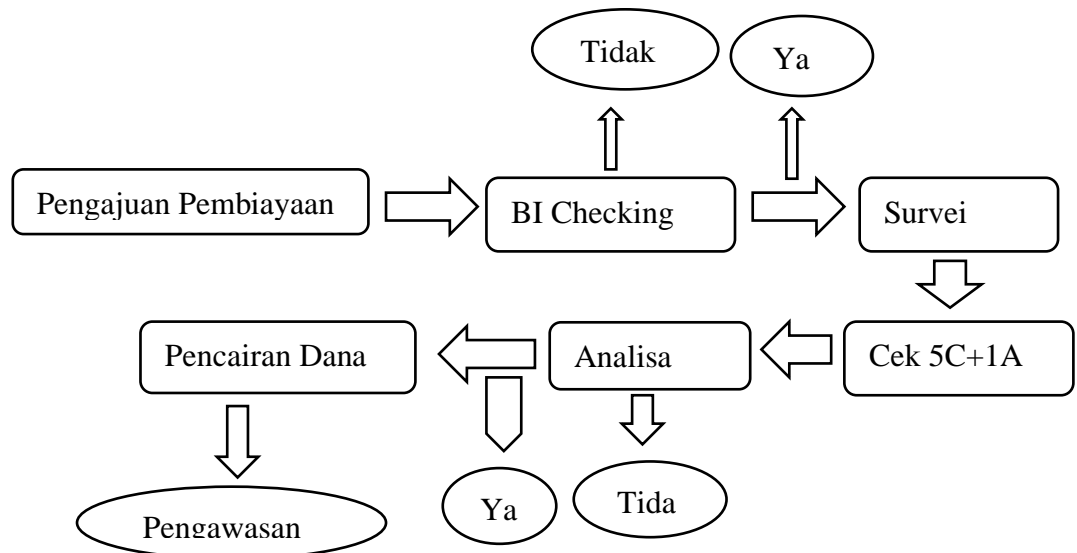 Tidak
Ya
Pengajuan Pembiayaan
BI Checking
Survei
Pencairan Dana
Analisa
Cek 5C+1A
Ya
Tida
Pengawasan